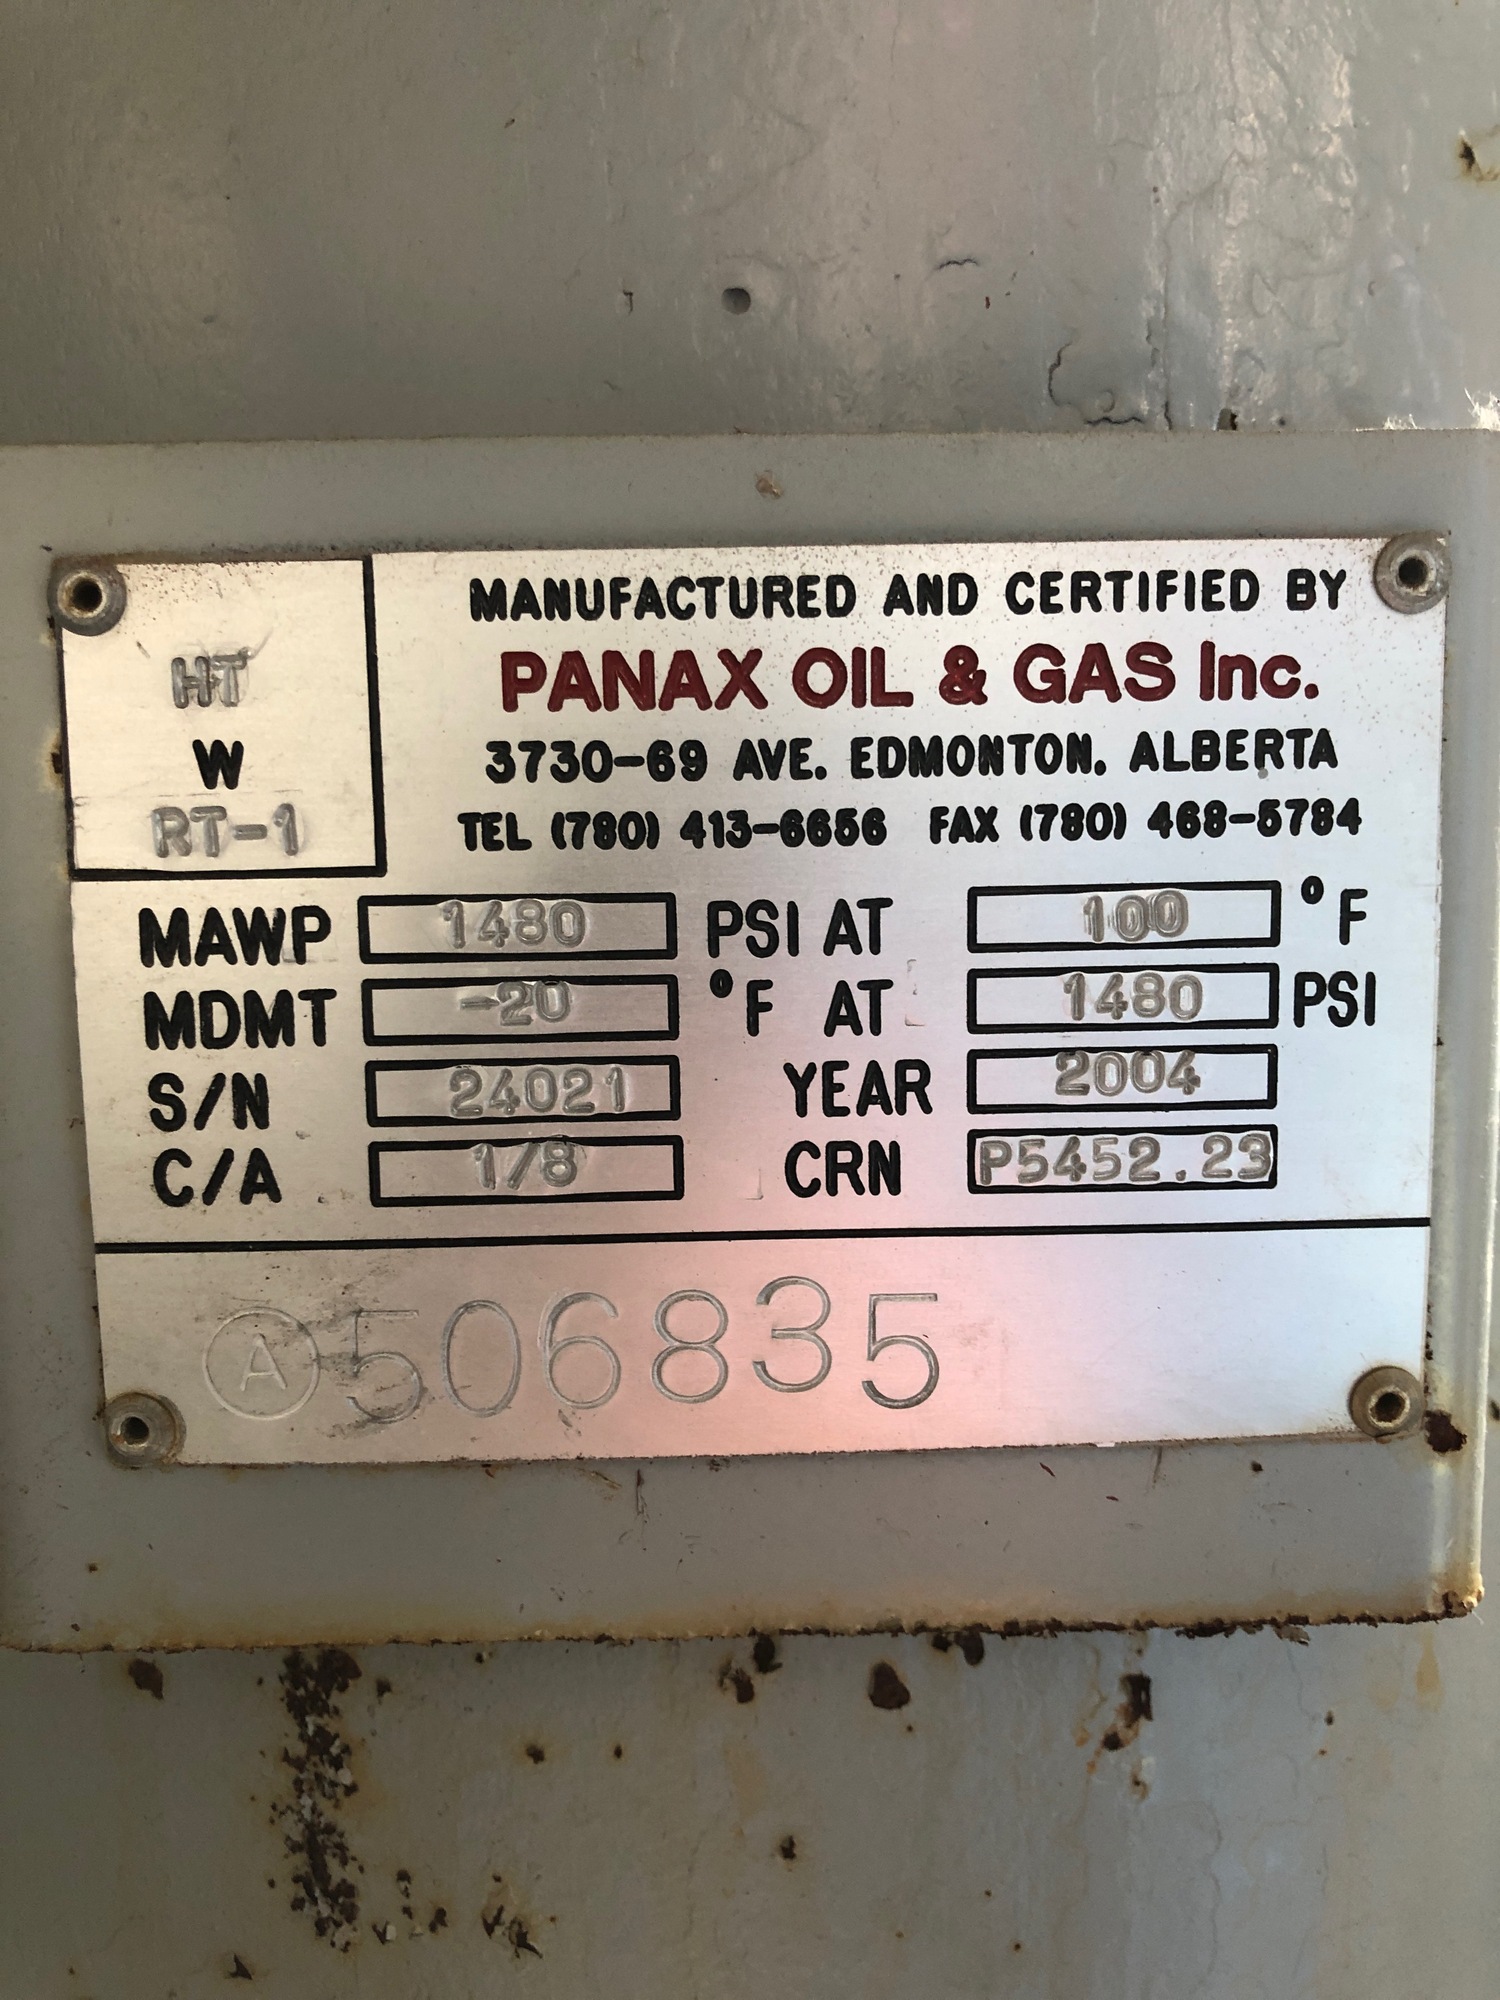 HT
W
RT-1
MANUFACTURED AND CERTIFIED BY
PANAX OIL & GAS Inc.
3730-69 AVE. EDMONTON. ALBERTA
TEL (780) 413-6656 FAX (780) 468-5784
MAWP 1480 PSI AT 100 °F
MDMT -20 °F AT 1480 PSI
S/N 24021 YEAR 2004
C/A 1/8 CRN P5452.23
Ⓐ506835